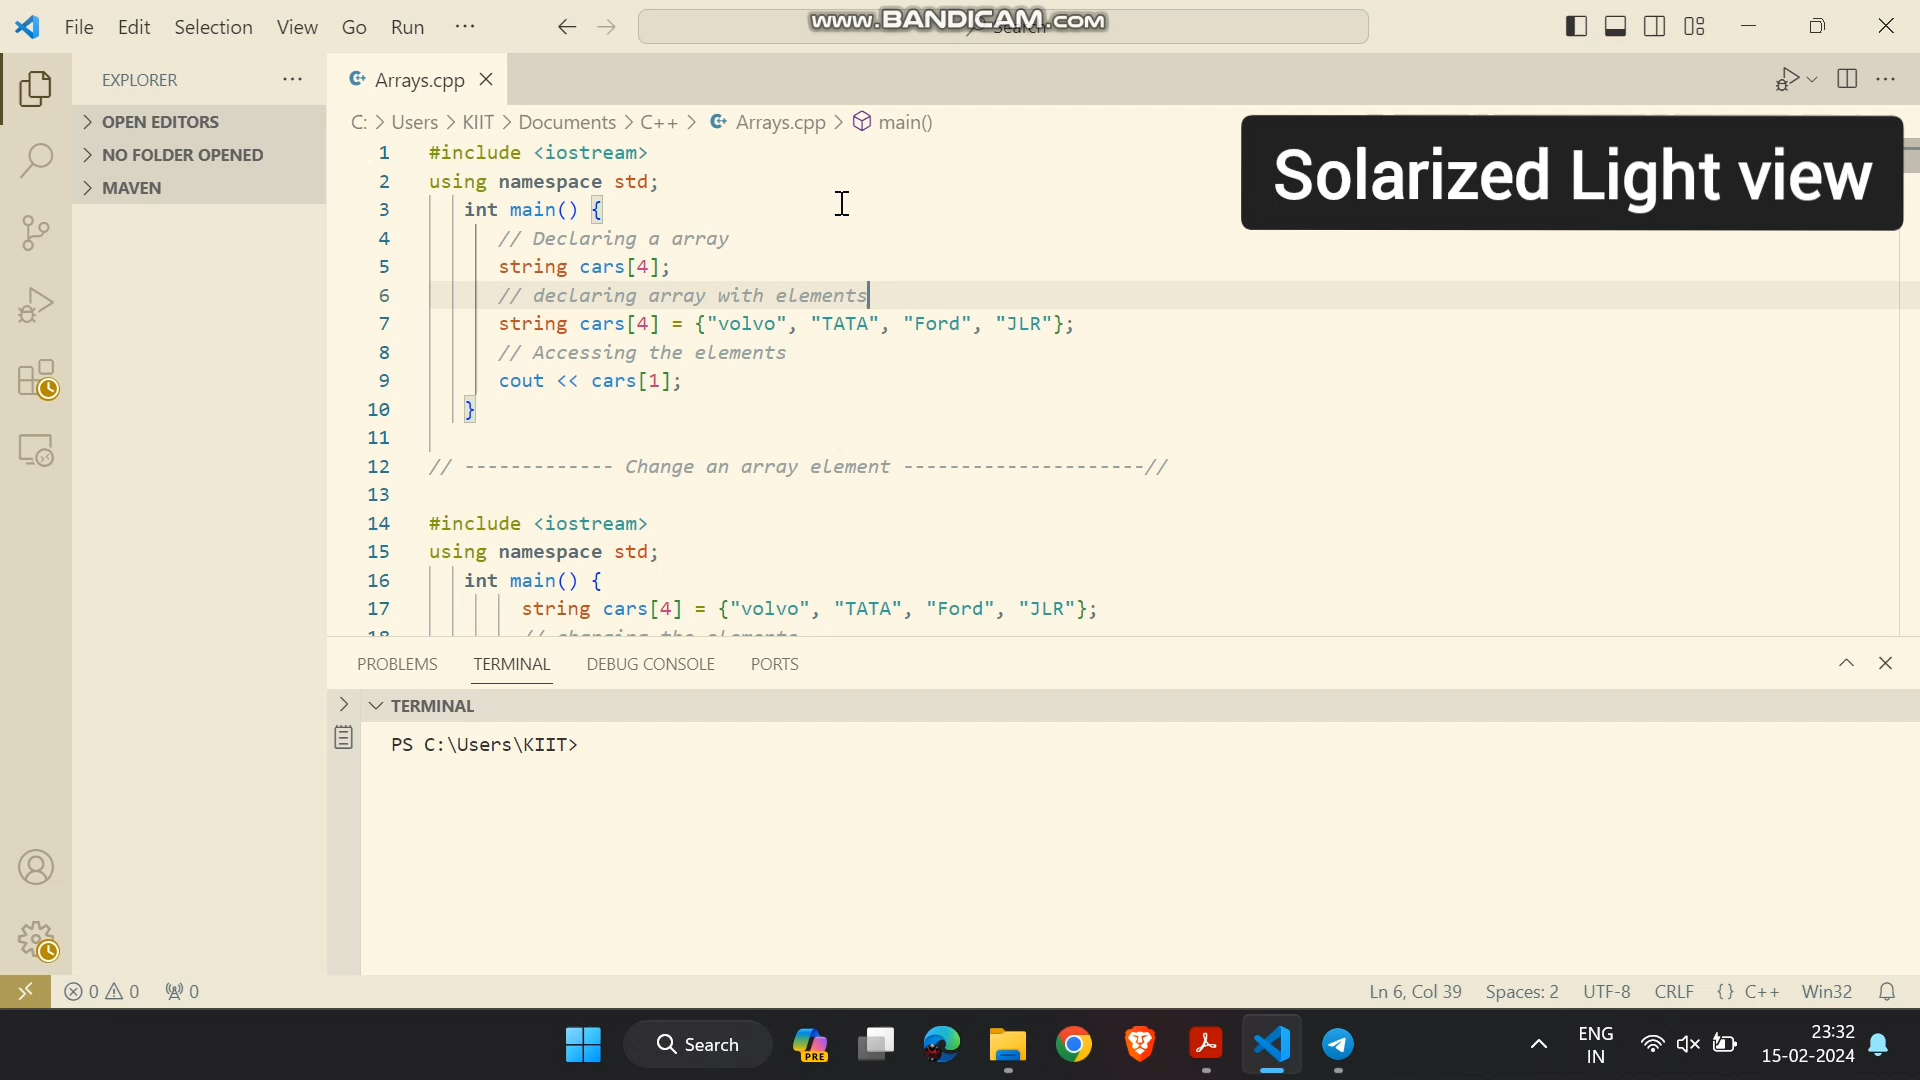 File Edit Selection View Go Run ···
www.BANDICAM.com
EXPLORER ···
Arrays.cpp
OPEN EDITORS
NO FOLDER OPENED
MAVEN
C: > Users > KIIT > Documents > C++ > Arrays.cpp > main()
Solarized Light view
1 #include <iostream>
2 using namespace std;
3 int main() {
4 // Declaring a array
5 string cars[4];
6 // declaring array with elements
7 string cars[4] = {"volvo", "TATA", "Ford", "JLR"};
8 // Accessing the elements
9 cout << cars[1];
10 }
11
12 // ------------- Change an array element ---------------------//
13
14 #include <iostream>
15 using namespace std;
16 int main() {
17 string cars[4] = {"volvo", "TATA", "Ford", "JLR"};
PROBLEMS TERMINAL DEBUG CONSOLE PORTS
TERMINAL
PS C:\Users\KIIT>
0 0 0
Ln 6, Col 39 Spaces: 2 UTF-8 CRLF {} C++ Win32
Search
PRE
ENG
IN
23:32
15-02-2024